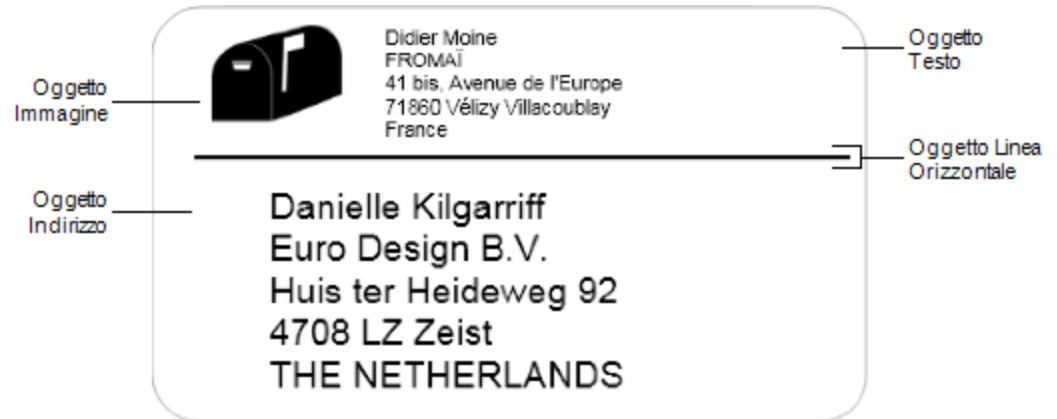 Didier Moine
FROMAÏ
41 bis, Avenue de l'Europe
71860 Vélizy Villacoublay
France
Oggetto
Testo
Oggetto
Immagine
Oggetto Linea
Orizzontale
Oggetto
Indirizzo
Danielle Kilgarriff
Euro Design B.V.
Huis ter Heideweg 92
4708 LZ Zeist
THE NETHERLANDS